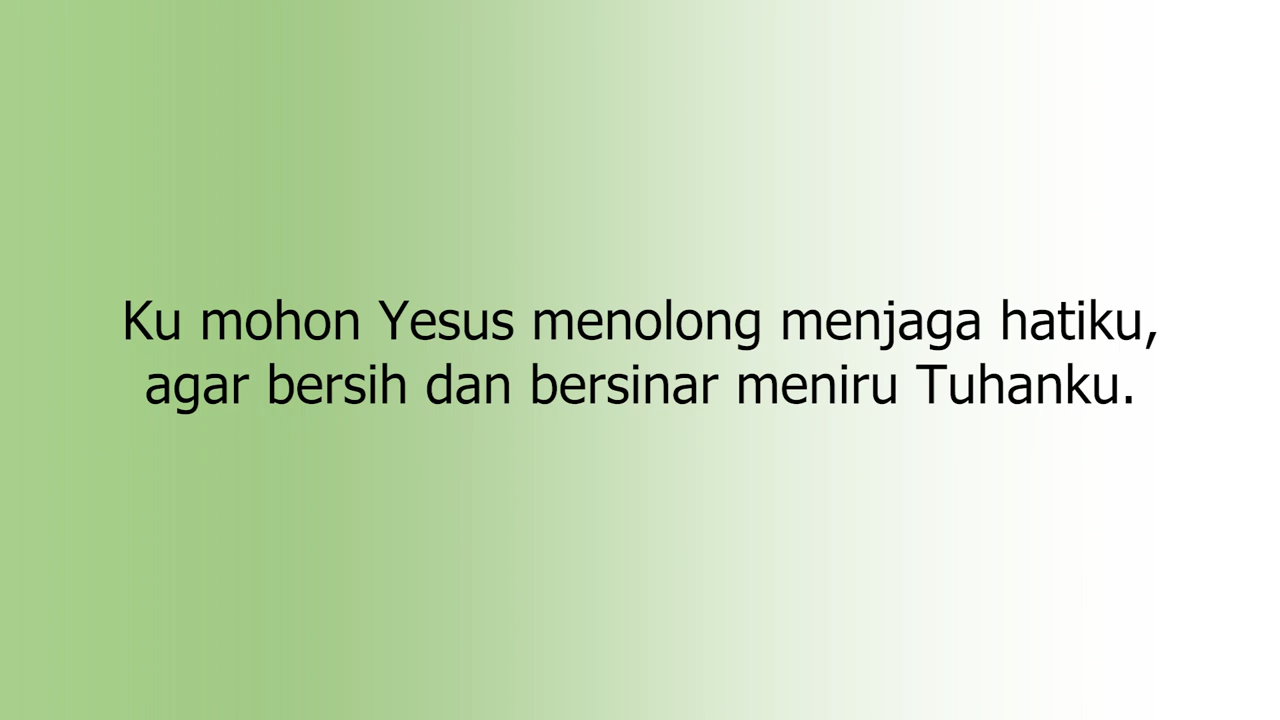 Ku mohon Yesus menolong menjaga hatiku,
agar bersih dan bersinar meniru Tuhanku.